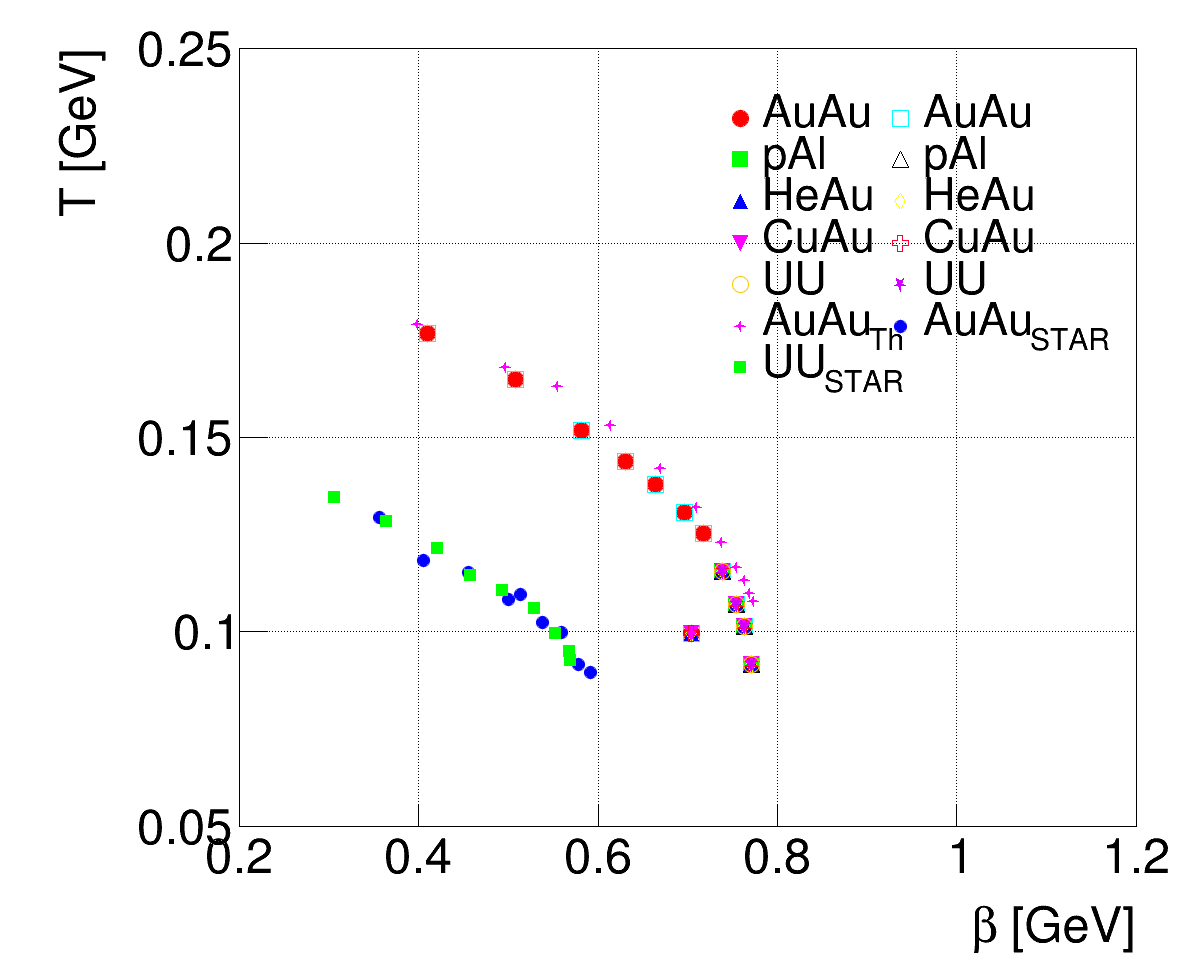 T [GeV]
0.25
0.2
0.15
0.1
0.05
AuAu AuAu
pAl pAl
HeAu HeAu
CuAu CuAu
UU UU
AuAuTh AuAuSTAR
UUSTAR
0.2 0.4 0.6 0.8 1 1.2
β [GeV]